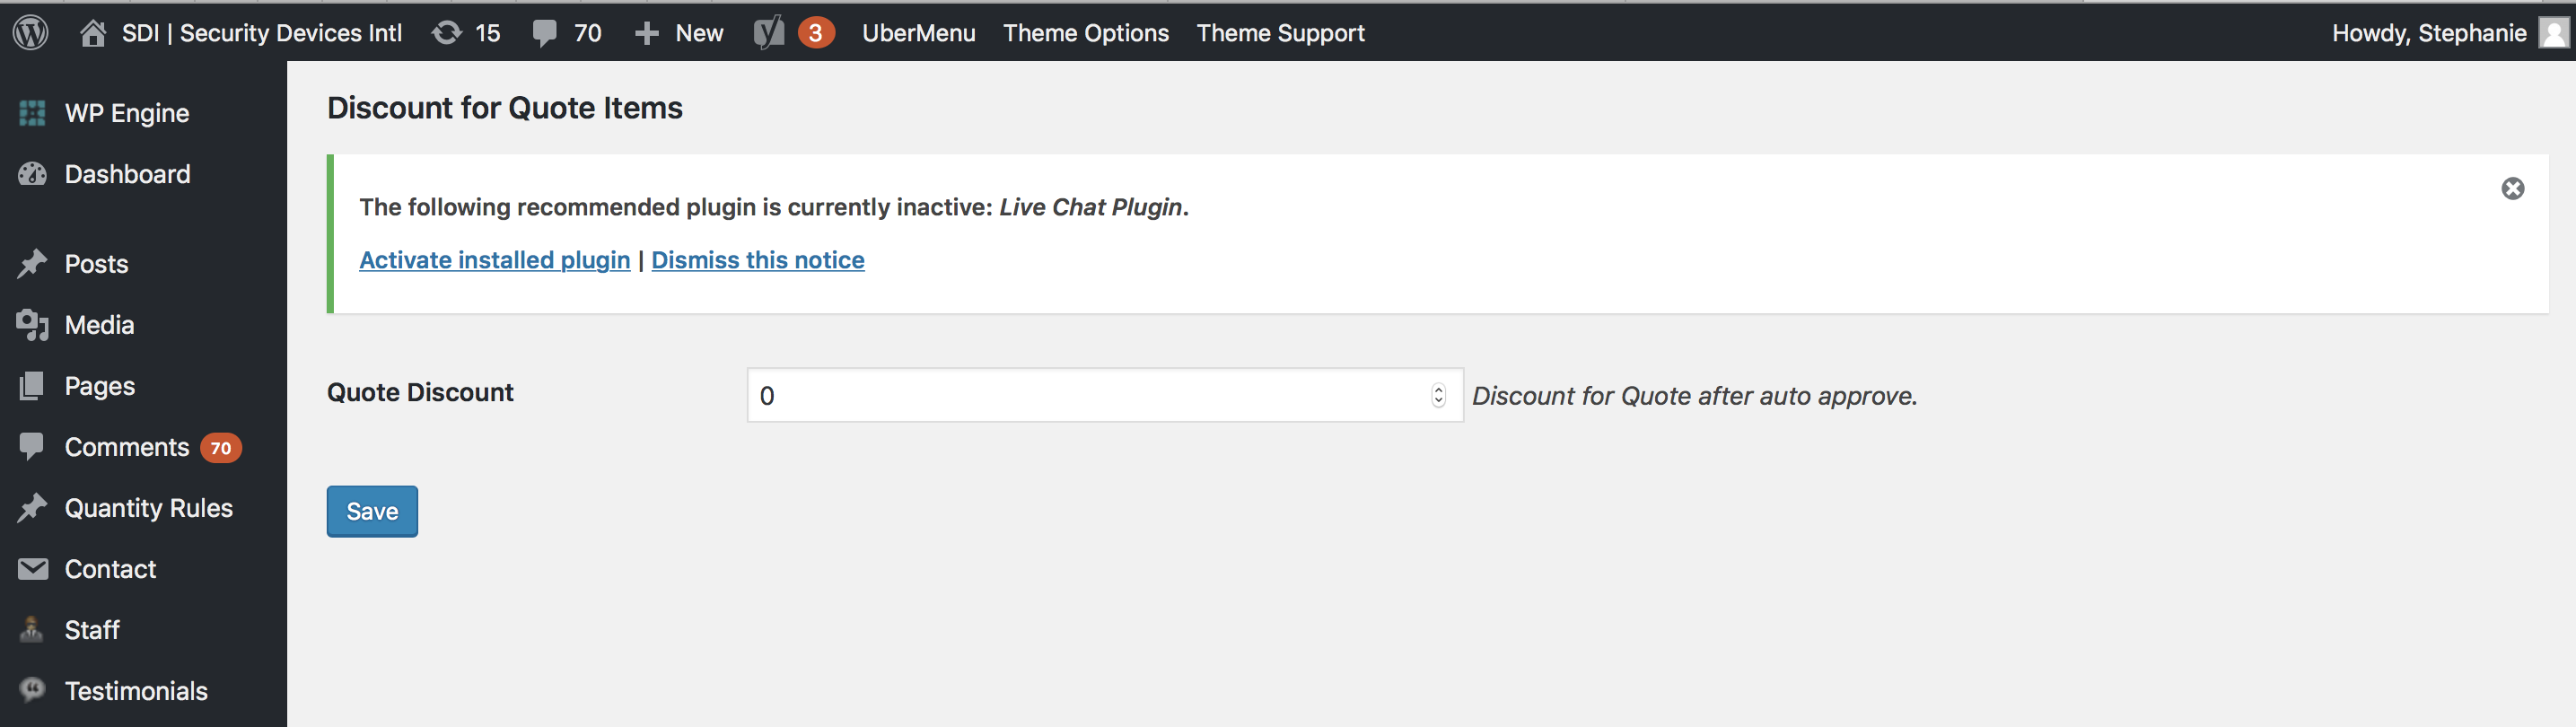 SDI | Security Devices Intl 15 70 New 3 UberMenu Theme Options Theme Support Howdy, Stephanie
WP Engine
Dashboard
Posts
Media
Pages
Comments 70
Quantity Rules
Contact
Staff
Testimonials
Discount for Quote Items
The following recommended plugin is currently inactive: Live Chat Plugin.
Activate installed plugin | Dismiss this notice
Quote Discount 0 Discount for Quote after auto approve.
Save